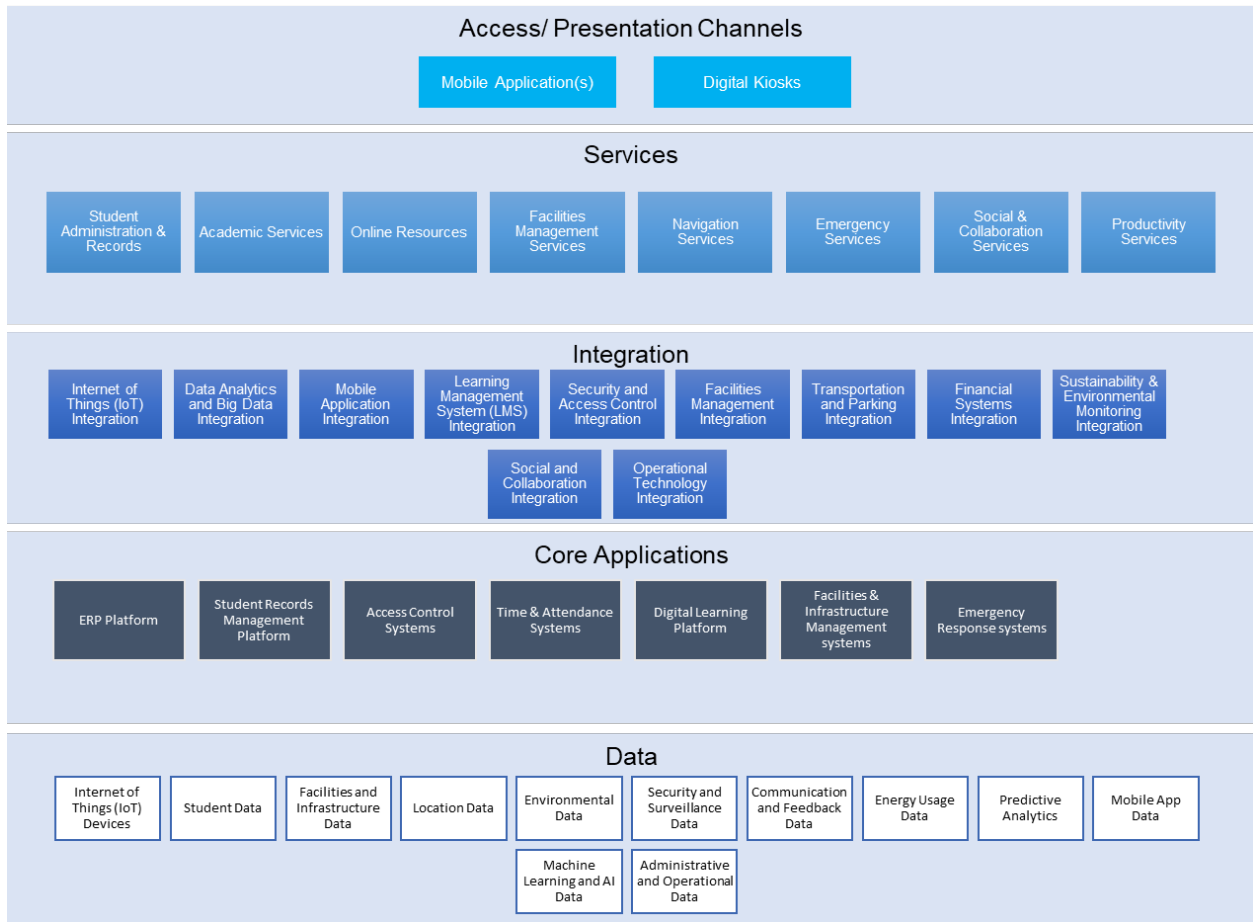 Access/ Presentation Channels
Mobile Application(s)
Digital Kiosks
Services
Student
Administration &
Records
Academic Services
Online Resources
Facilities
Management
Services
Navigation
Services
Emergency
Services
Social &
Collaboration
Services
Productivity
Services
Integration
Internet of
Things (IoT)
Integration
Data Analytics
and Big Data
Integration
Mobile
Application
Integration
Learning
Management
System (LMS)
Integration
Security and
Access Control
Integration
Facilities
Management
Integration
Transportation
and Parking
Integration
Financial
Systems
Integration
Sustainability &
Environmental
Monitoring
Integration
Social and
Collaboration
Integration
Operational
Technology
Integration
Core Applications
ERP Platform
Student Records
Management
Platform
Access Control
Systems
Time & Attendance
Systems
Digital Learning
Platform
Facilities &
Infrastructure
Management
systems
Emergency
Response systems
Data
Internet of
Things (IoT)
Devices
Student Data
Facilities and
Infrastructure
Data
Location Data
Environmental
Data
Security and
Surveillance
Data
Communication
and Feedback
Data
Energy Usage
Data
Predictive
Analytics
Mobile App
Data
Machine
Learning and AI
Data
Administrative
and Operational
Data